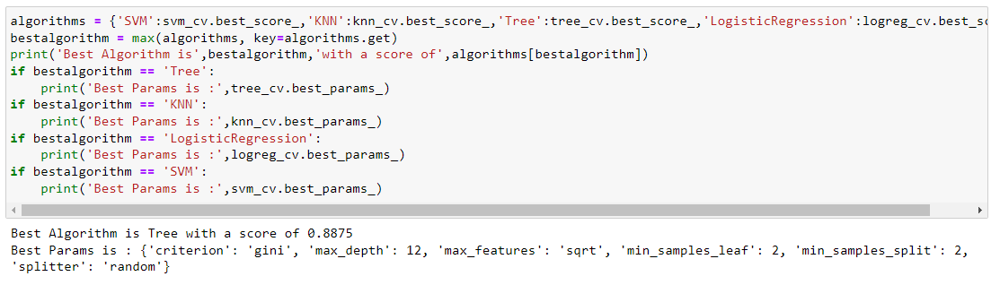 algorithms = {'SVM':svm_cv.best_score_,'KNN':knn_cv.best_score_,'Tree':tree_cv.best_score_,'LogisticRegression':logreg_cv.best_sc
bestalgorithm = max(algorithms, key=algorithms.get)
print('Best Algorithm is',bestalgorithm,'with a score of',algorithms[bestalgorithm])
if bestalgorithm == 'Tree':
    print('Best Params is :',tree_cv.best_params_)
if bestalgorithm == 'KNN':
    print('Best Params is :',knn_cv.best_params_)
if bestalgorithm == 'LogisticRegression':
    print('Best Params is :',logreg_cv.best_params_)
if bestalgorithm == 'SVM':
    print('Best Params is :',svm_cv.best_params_)
Best Algorithm is Tree with a score of 0.8875
Best Params is : {'criterion': 'gini', 'max_depth': 12, 'max_features': 'sqrt', 'min_samples_leaf': 2, 'min_samples_split': 2,
'splitter': 'random'}